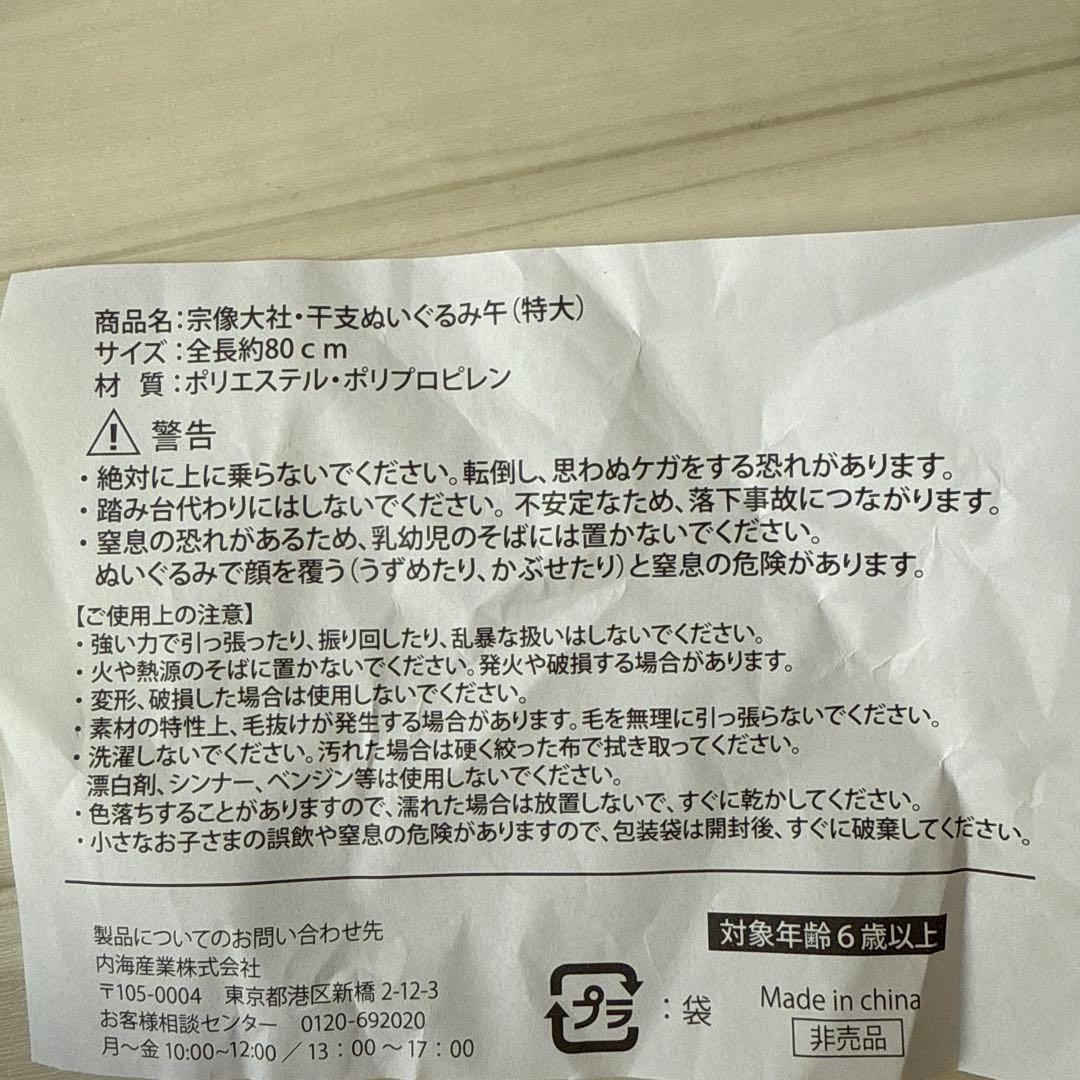 商品名：宗像大社・干支ぬいぐるみ午（特大）
サイズ：全長約80ｃｍ
材　質：ポリエステル・ポリプロピレン
警告
・絶対に上に乗らないでください。転倒し、思わぬケガをする恐れがあります。
・踏み台代わりにはしないでください。不安定なため、落下事故につながります。
・窒息の恐れがあるため、乳幼児のそばには置かないでください。
ぬいぐるみで顔を覆う（うずめたり、かぶせたり）と窒息の危険があります。
【ご使用上の注意】
・強い力で引っ張ったり、振り回したり、乱暴な扱いはしないでください。
・火や熱源のそばに置かないでください。発火や破損する場合があります。
・変形、破損した場合は使用しないでください。
・素材の特性上、毛抜けが発生する場合があります。毛を無理に引っ張らないでください。
・洗濯しないでください。汚れた場合は硬く絞った布で拭き取ってください。
漂白剤、シンナー、ベンジン等は使用しないでください。
・色落ちすることがありますので、濡れた場合は放置しないで、すぐに乾かしてください。
・小さなお子さまの誤飲や窒息の危険がありますので、包装袋は開封後、すぐに破棄してください。
製品についてのお問い合わせ先
内海産業株式会社
〒105-0004　東京都港区新橋 2-12-3
お客様相談センター　0120-692020
月～金 10:00~12:00／13：00～17：00
対象年齢６歳以上
プラ：袋
Made in china
非売品